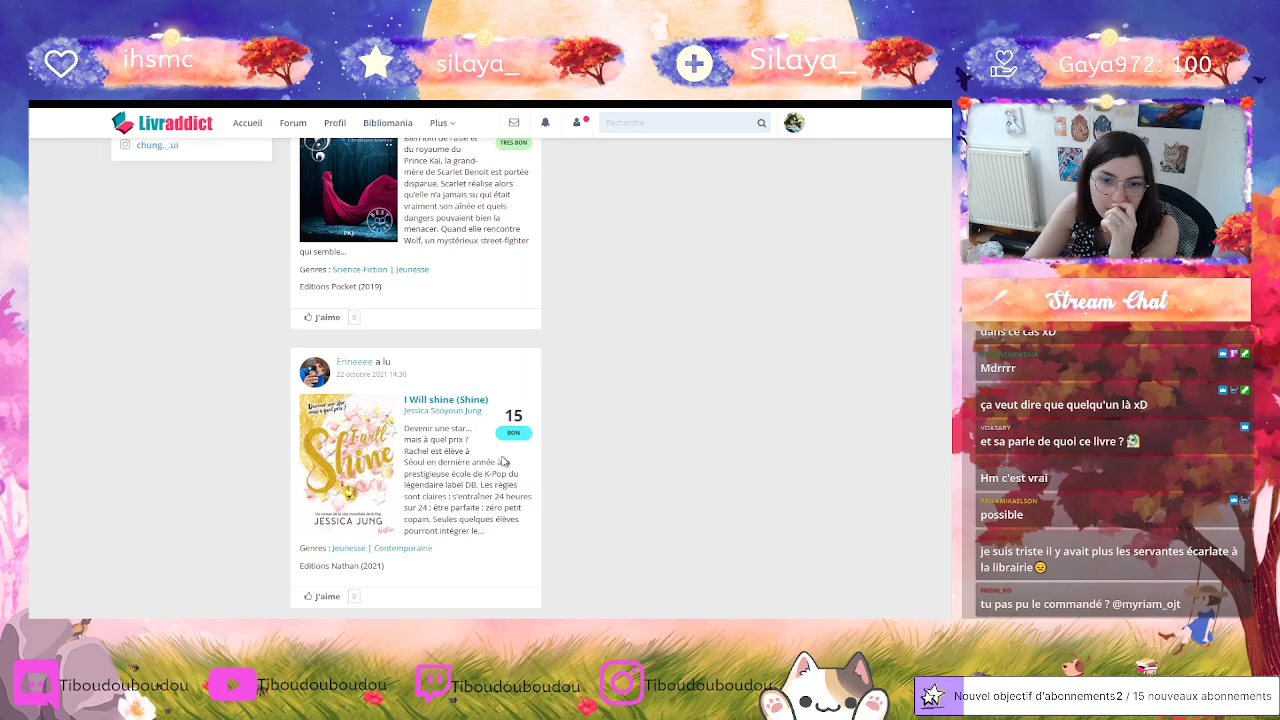 ihsmc
silaya_
Silaya_
Gaya972: 100
Livraddict
Accueil
Forum
Profil
Bibliomania
Plus
Recherche
chung._.ui
du royaume du
Prince Kai, la grand-
mère de Scarlet Benoit est portée
disparue, Scarlet réalise alors
qu'elle n'a jamais su qui était
vraiment son aînée et quels
dangers pouvaient bien la
menacer. Quand elle rencontre
Wolf, un mystérieux street-fighter
qui semble...
TRES BON
PKJ
Genres : Science-Fiction | Jeunesse
Editions Pocket (2019)
J'aime 0
Erineeee a lu
22 octobre 2021 14:30
I Will shine (Shine)
Jessica Sooyoun Jung
15
BON
Devenir une star...
mais à quel prix ?
Rachel est élève à
Séoul en dernière année à
prestigieuse école de K-Pop du
légendaire label DB. Les règles
sont claires : s'entraîner 24 heures
sur 24 ; être parfaite ; zéro petit
copain. Seules quelques élèves
pourront intégrer le...
I will
Shine
JESSICA JUNG
Nathan
Genres : Jeunesse | Contemporaine
Editions Nathan (2021)
J'aime 0
Stream Chat
dans ce cas xD
Mdrrrr
ça veut dire que quelqu'un là xD
VOASARY
et sa parle de quoi ce livre ?
Hm c'est vrai
PRIYAMIKAELSON
possible
je suis triste il y avait plus les servantes écarlate à
la librairie
tu pas pu le commandé ? @myriam_ojt
Tiboudouboudou
Tiboudouboudou
Tiboudouboudou
Tiboudouboudou
Nouvel objectif d'abonnements 2 / 15 nouveaux abonnements